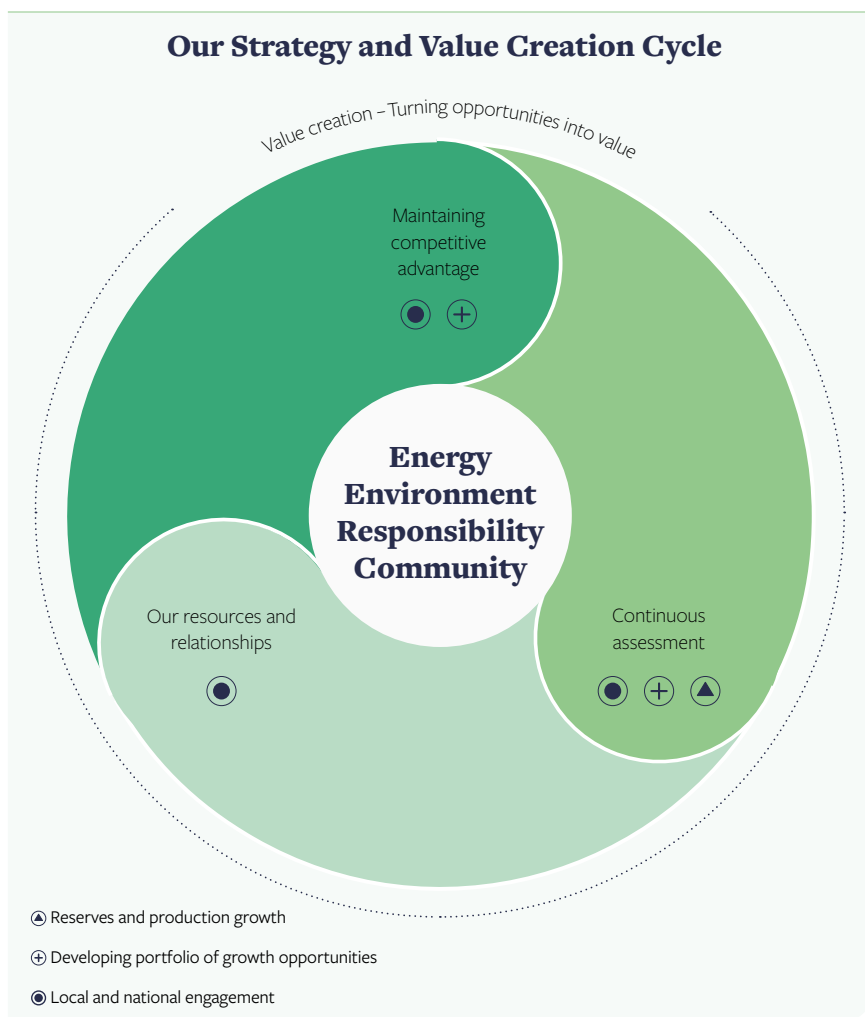 Our Strategy and Value Creation Cycle
Value creation – Turning opportunities into value
Maintaining
competitive
advantage
Energy
Environment
Responsibility
Community
Our resources and
relationships
Continuous
assessment
Reserves and production growth
Developing portfolio of growth opportunities
Local and national engagement